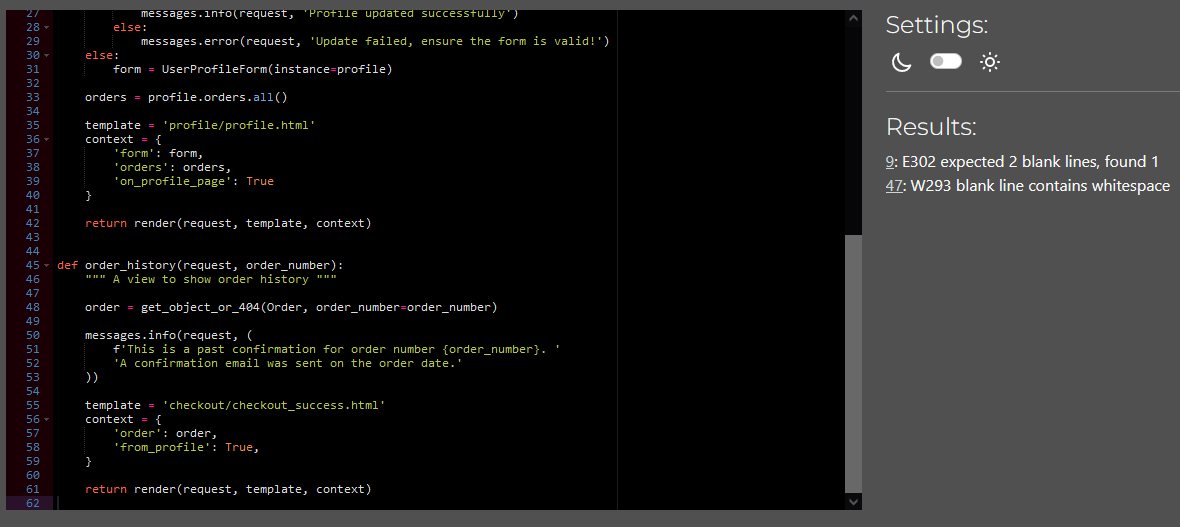 27 messages.info(request, 'Profile updated successfully')
28 else:
29 messages.error(request, 'Update failed, ensure the form is valid!')
30 else:
31 form = UserProfileForm(instance=profile)
32
33 orders = profile.orders.all()
34
35 template = 'profile/profile.html'
36 context = {
37 'form': form,
38 'orders': orders,
39 'on_profile_page': True
40 }
41
42 return render(request, template, context)
43
44
45 def order_history(request, order_number):
46 """ A view to show order history """
47
48 order = get_object_or_404(Order, order_number=order_number)
49
50 messages.info(request, (
51 f'This is a past confirmation for order number {order_number}. '
52 'A confirmation email was sent on the order date.'
53 ))
54
55 template = 'checkout/checkout_success.html'
56 context = {
57 'order': order,
58 'from_profile': True,
59 }
60
61 return render(request, template, context)
62
Settings:
Results:
9: E302 expected 2 blank lines, found 1
47: W293 blank line contains whitespace